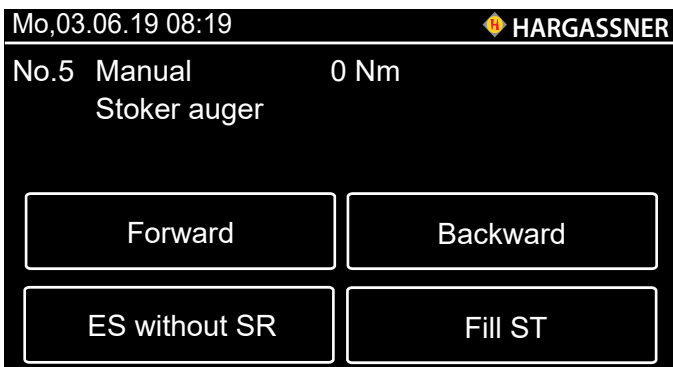 Mo,03.06.19 08:19 HARGASSNER
No.5 Manual 0 Nm
Stoker auger
Forward Backward
ES without SR Fill ST